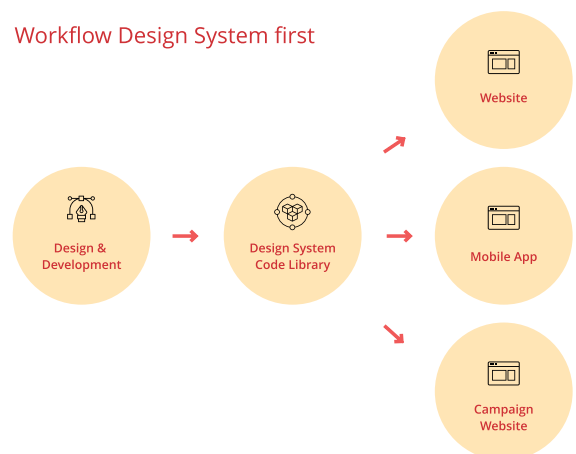 Workflow Design System first
Website
Design &
Development
Design System
Code Library
Mobile App
Campaign
Website